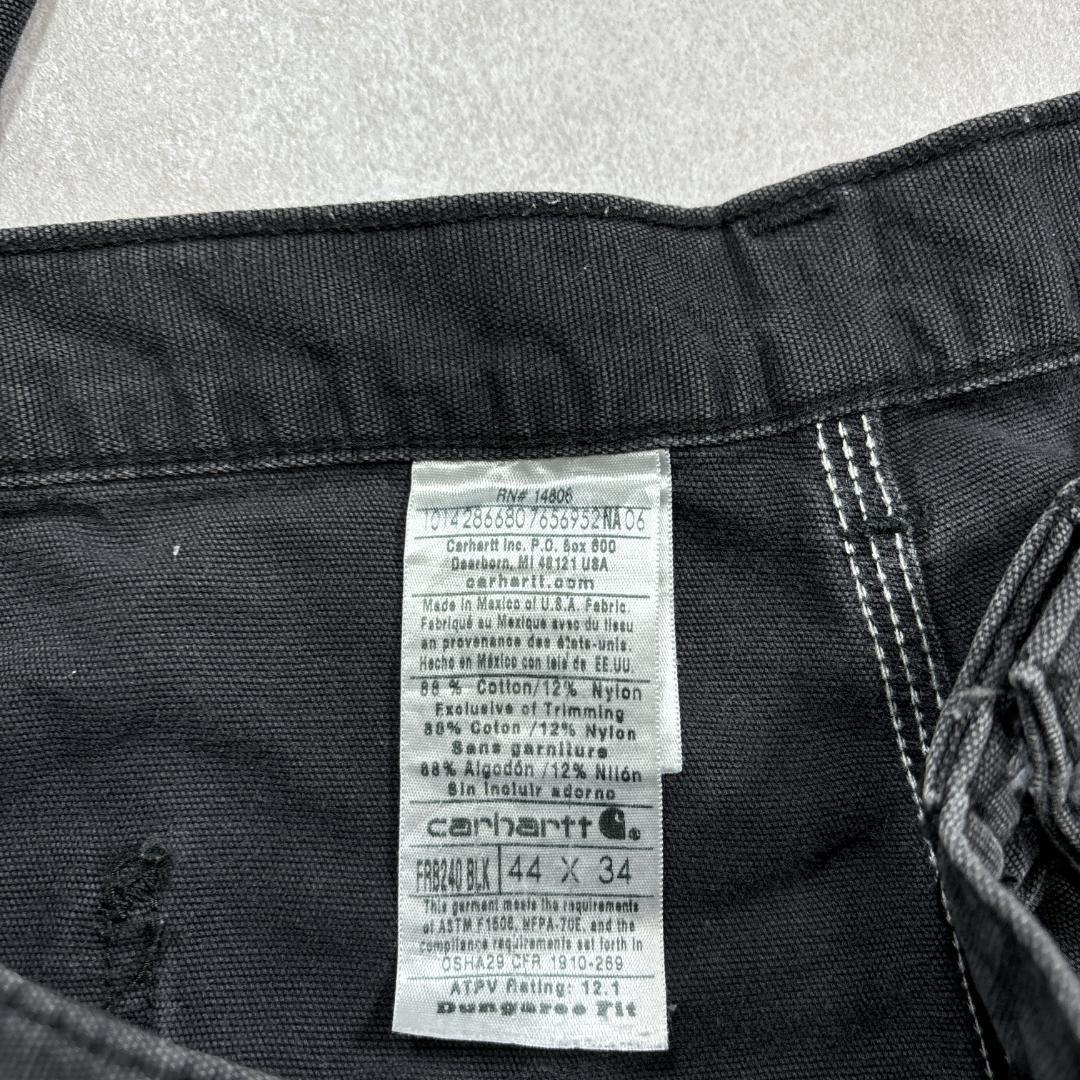 RN# 14806
1014286680 7656952 NA 06
Carhartt Inc. P.O. Box 600
Dearborn, MI 48121 USA
carhartt.com
Made in Mexico of U.S.A. Fabric.
Fabriqué au Mexique avec du tissu
en provenance des états-unis.
Hecho en México con tela de EE.UU.
88 % Cotton/12% Nylon
Exclusive of Trimming
88% Coton /12% Nylon
Sans garniture
88% Algodón /12% Nilón
Sin incluir adorno
carhartt
FRB240 BLK 44 X 34
This garment meets the requirements
of ASTM F1506, NFPA-70E, and the
compliance requirements set forth in
OSHA29 CFR 1910-269
ATPV Rating: 12.1
Dungaree Fit